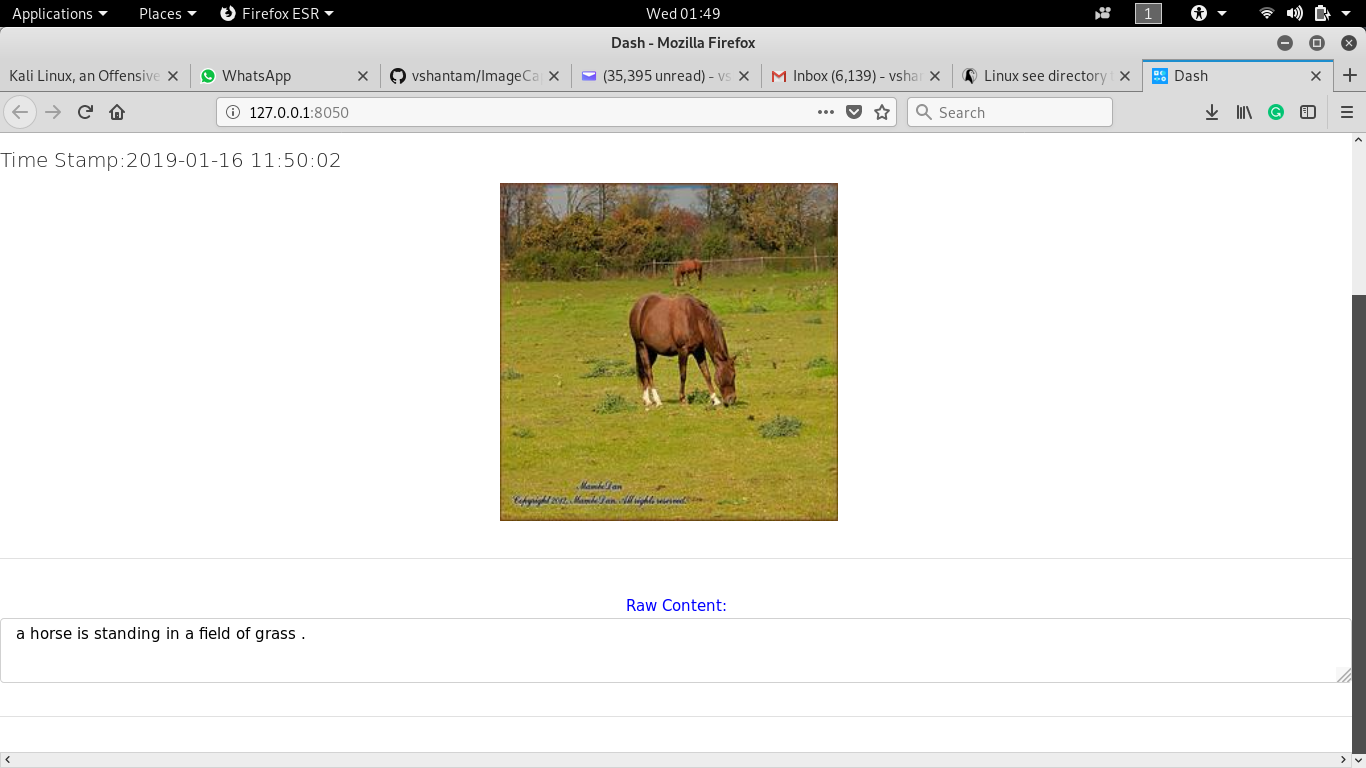 Applications Places Firefox ESR Wed 01:49 1
Dash - Mozilla Firefox
Kali Linux, an Offensive WhatsApp vshantam/ImageCa (35,395 unread) - vs Inbox (6,139) - vshan Linux see directory Dash
127.0.0.1:8050 Search
Time Stamp:2019-01-16 11:50:02
MambeDan
Copyright 2012, MambeDan. All rights reserved.
Raw Content:
a horse is standing in a field of grass .